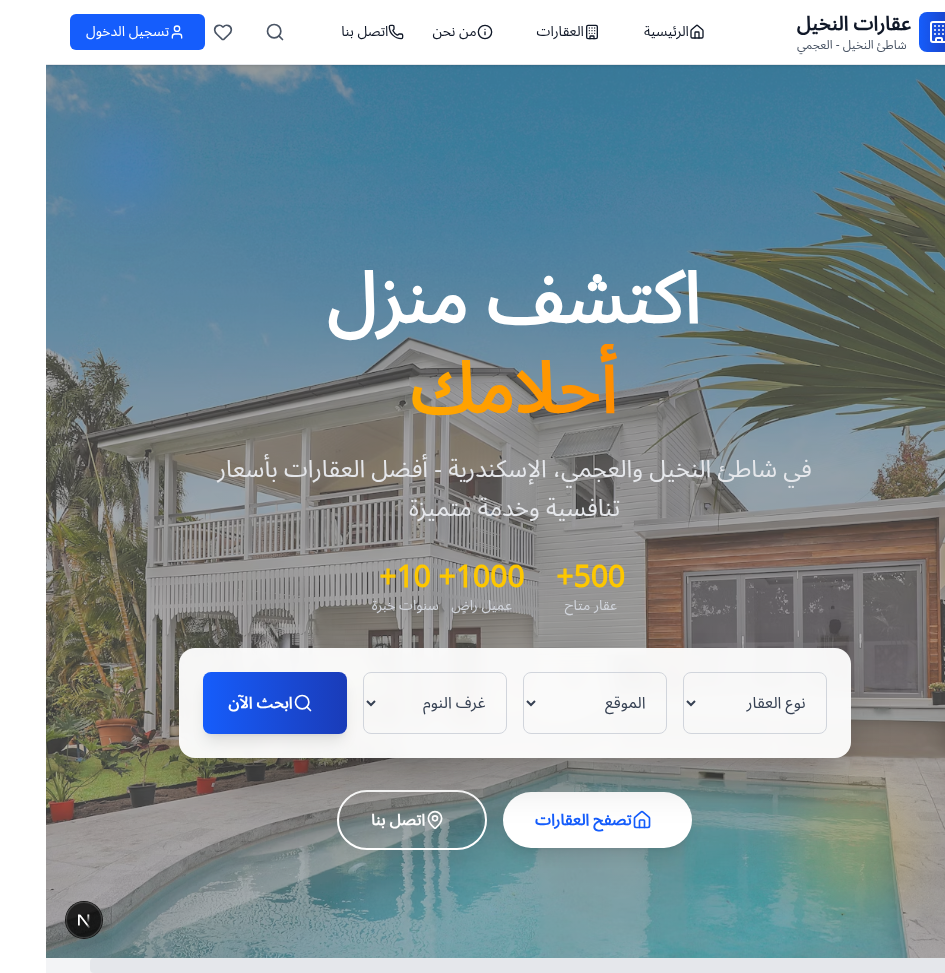 عقارات النخيل
شاطئ النخيل - العجمي
الرئيسية
العقارات
من نحن
اتصل بنا
تسجيل الدخول
اكتشف منزل
أحلامك
في شاطئ النخيل والعجمي، الإسكندرية - أفضل العقارات بأسعار
تنافسية وخدمة متميزة
500+
عقار متاح
1000+
عميل راضٍ
10+
سنوات خبرة
نوع العقار
الموقع
غرف النوم
ابحث الآن
تصفح العقارات
اتصل بنا
N